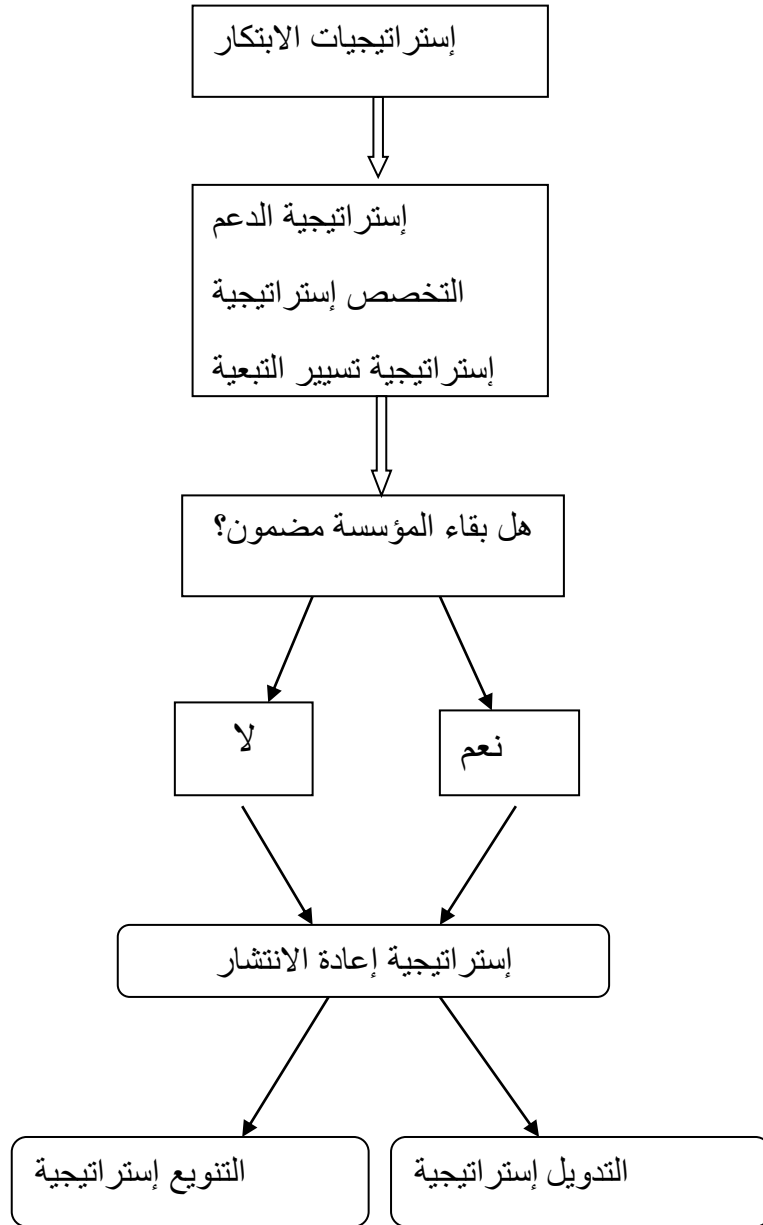 إستراتيجيات الابتكار
إستراتيجية الدعم
التخصص إستراتيجية
إستراتيجية تسيير التبعية
هل بقاء المؤسسة مضمون؟
نعم
لا
إستراتيجية إعادة الانتشار
التدويل إستراتيجية
التنويع إستراتيجية